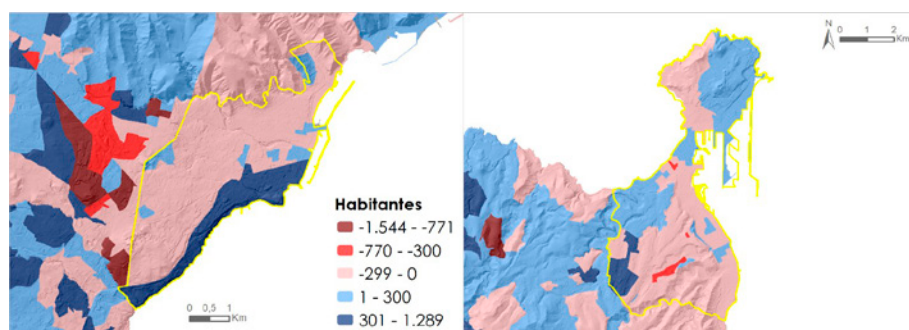 N
0 1 2
Km
Habitantes
-1.544 - -771
-770 - -300
-299 - 0
1 - 300
301 - 1.289
0 0,5 1
Km